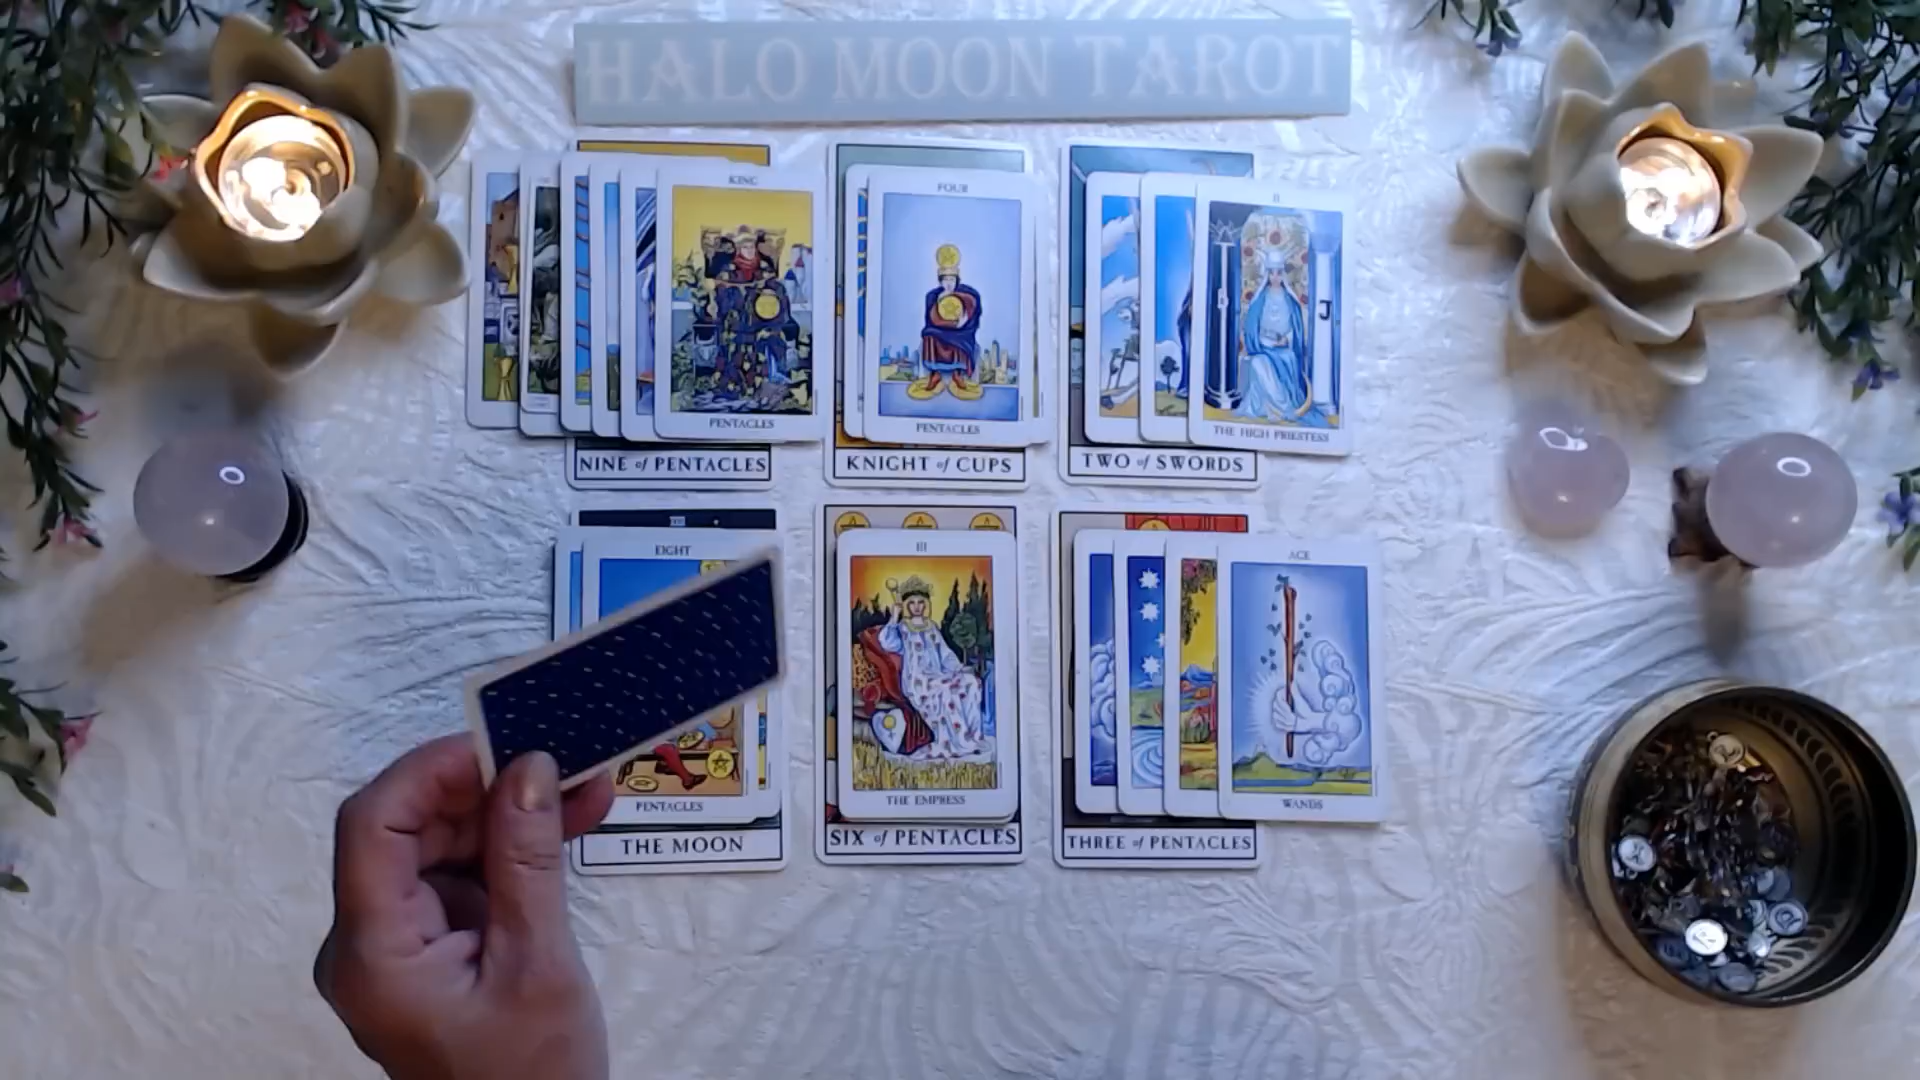 HALO MOON TAROT
KING
PENTACLES
NINE of PENTACLES
FOUR
PENTACLES
KNIGHT of CUPS
II
B
J
THE HIGH PRIESTESS
TWO of SWORDS
EIGHT
PENTACLES
THE MOON
III
THE EMPRESS
SIX of PENTACLES
ACE
WANDS
THREE of PENTACLES